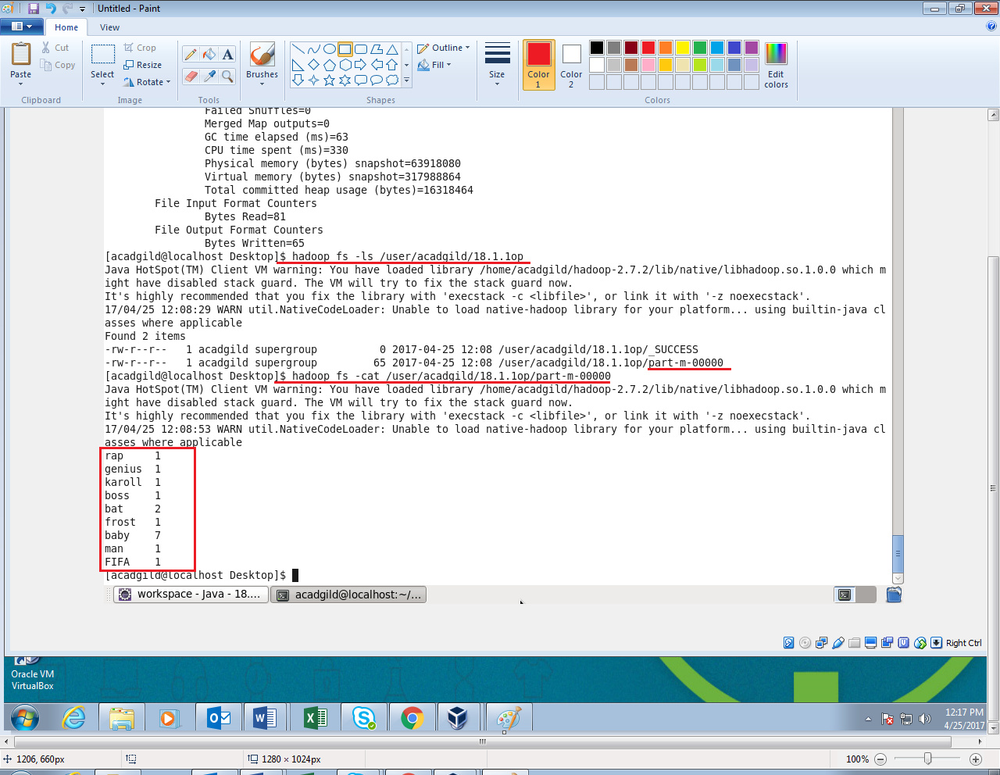 Untitled - Paint
Home
View
Paste
Cut
Copy
Clipboard
Select
Crop
Resize
Rotate
Image
Tools
Brushes
Shapes
Outline
Fill
Size
Color 1
Color 2
Edit colors
Colors
Failed Shuffles=0
Merged Map outputs=0
GC time elapsed (ms)=63
CPU time spent (ms)=330
Physical memory (bytes) snapshot=63918080
Virtual memory (bytes) snapshot=317988864
Total committed heap usage (bytes)=16318464
File Input Format Counters
Bytes Read=81
File Output Format Counters
Bytes Written=65
[acadgild@localhost Desktop]$ hadoop fs -ls /user/acadgild/18.1.1op
Java HotSpot(TM) Client VM warning: You have loaded library /home/acadgild/hadoop-2.7.2/lib/native/libhadoop.so.1.0.0 which m
ight have disabled stack guard. The VM will try to fix the stack guard now.
It's highly recommended that you fix the library with 'execstack -c <libfile>', or link it with '-z noexecstack'.
17/04/25 12:08:29 WARN util.NativeCodeLoader: Unable to load native-hadoop library for your platform... using builtin-java cl
asses where applicable
Found 2 items
-rw-r--r--   1 acadgild supergroup          0 2017-04-25 12:08 /user/acadgild/18.1.1op/_SUCCESS
-rw-r--r--   1 acadgild supergroup         65 2017-04-25 12:08 /user/acadgild/18.1.1op/part-m-00000
[acadgild@localhost Desktop]$ hadoop fs -cat /user/acadgild/18.1.1op/part-m-00000
Java HotSpot(TM) Client VM warning: You have loaded library /home/acadgild/hadoop-2.7.2/lib/native/libhadoop.so.1.0.0 which m
ight have disabled stack guard. The VM will try to fix the stack guard now.
It's highly recommended that you fix the library with 'execstack -c <libfile>', or link it with '-z noexecstack'.
17/04/25 12:08:53 WARN util.NativeCodeLoader: Unable to load native-hadoop library for your platform... using builtin-java cl
asses where applicable
rap     1
genius  1
karoll  1
boss    1
bat     2
frost   1
baby    7
man     1
FIFA    1
[acadgild@localhost Desktop]$
workspace - Java - 18....
acadgild@localhost:~/...
Right Ctrl
Oracle VM
VirtualBox
12:17 PM
4/25/2017
1206, 660px
1280 × 1024px
100%